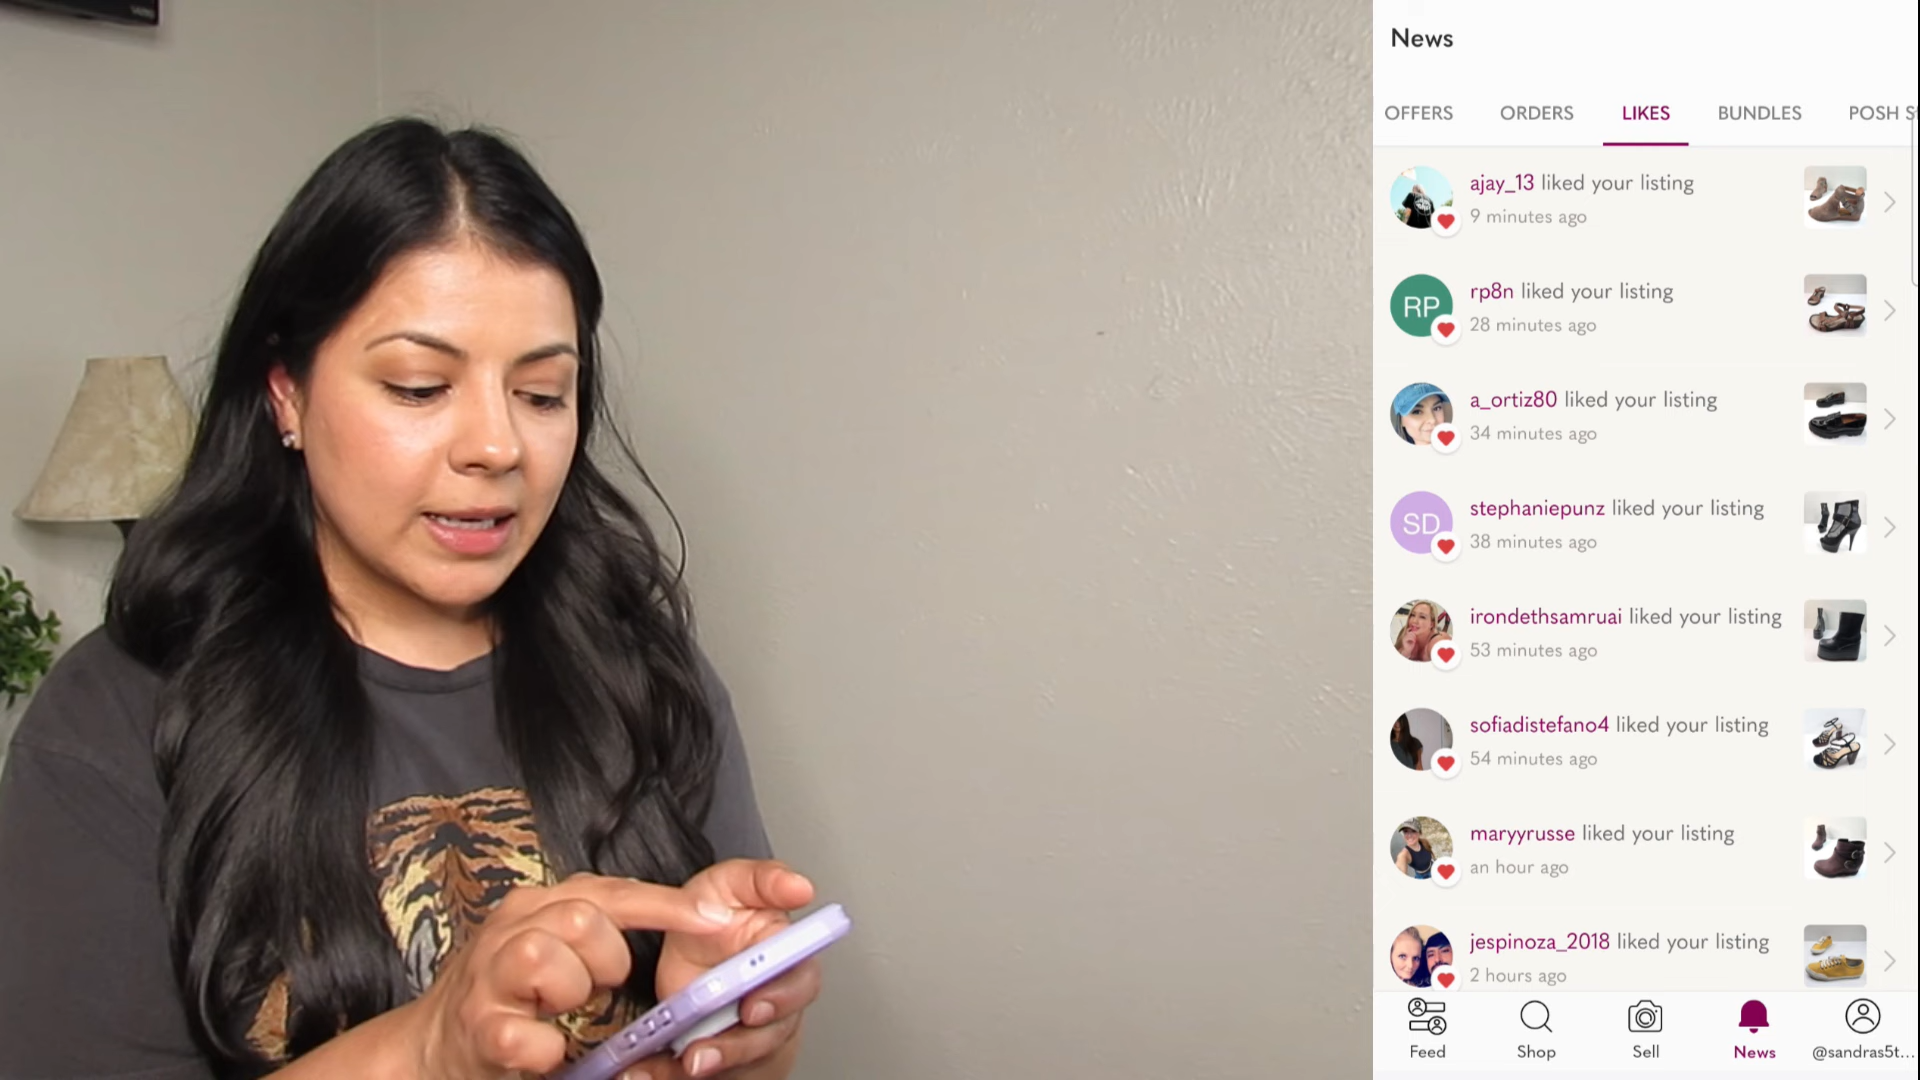 News
OFFERS ORDERS LIKES BUNDLES POSH S
ajay_13 liked your listing
9 minutes ago
RP
rp8n liked your listing
28 minutes ago
a_ortiz80 liked your listing
34 minutes ago
SD
stephaniepunz liked your listing
38 minutes ago
irondethsamruai liked your listing
53 minutes ago
sofiadistefano4 liked your listing
54 minutes ago
maryyrusse liked your listing
an hour ago
jespinoza_2018 liked your listing
2 hours ago
Feed Shop Sell News @sandras5t...